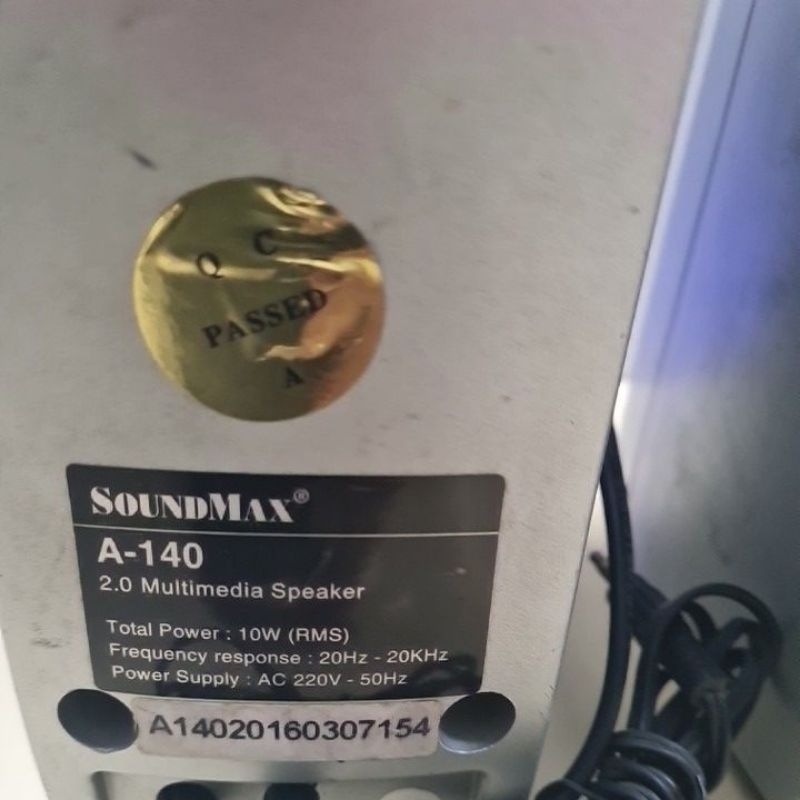 Q C
PASSED
A
SOUNDMAX®
A-140
2.0 Multimedia Speaker
Total Power : 10W (RMS)
Frequency response : 20Hz - 20KHz
Power Supply : AC 220V - 50Hz
A14020160307154